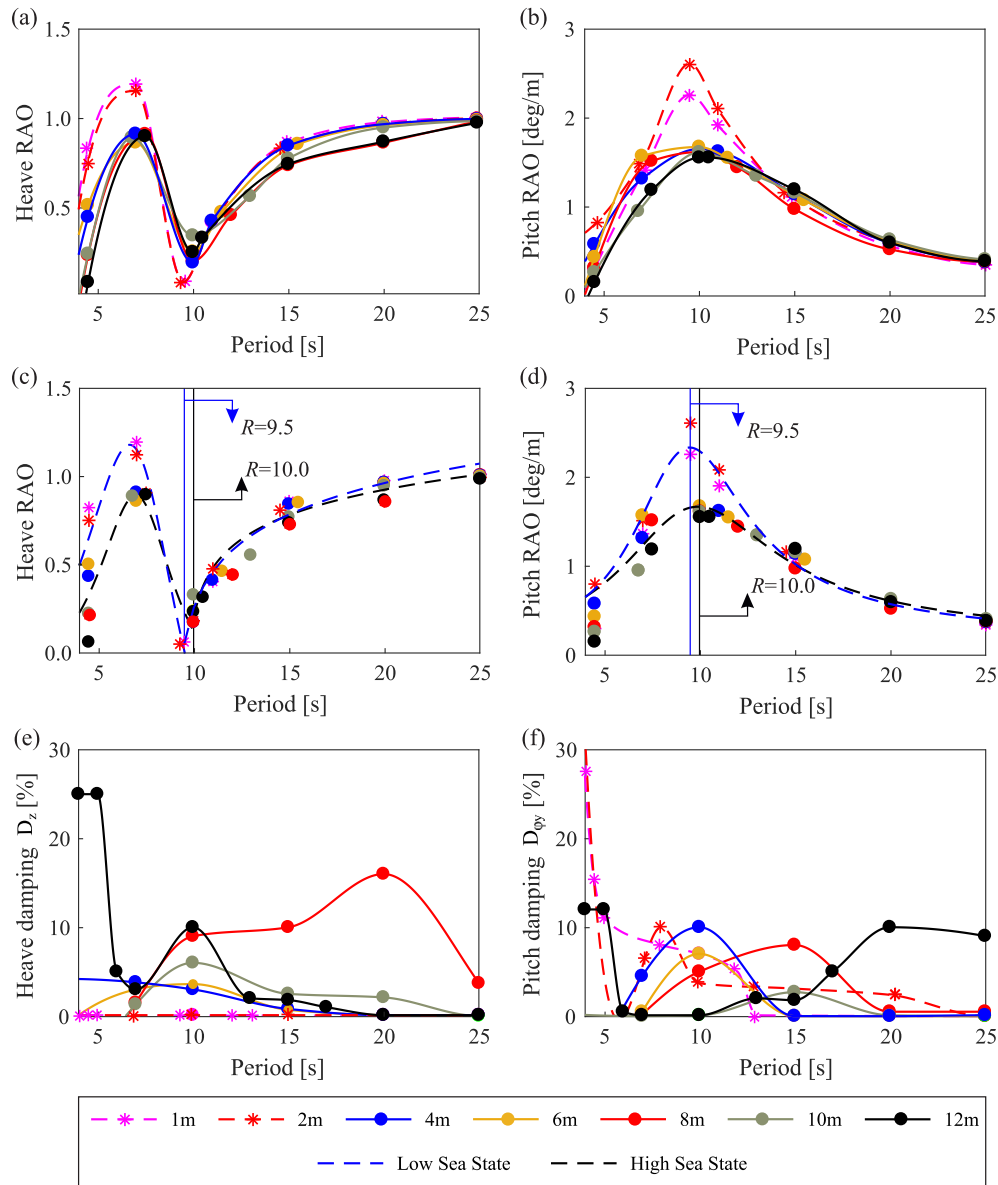 (a)
(b)
1.5
1.0
0.5
Heave RAO
5
10
15
20
25
Period [s]
3
2
1
0
Pitch RAO [deg/m]
5
10
15
20
25
Period [s]
(c)
(d)
1.5
1.0
0.5
0.0
Heave RAO
R=9.5
R=10.0
5
10
15
20
25
Period [s]
3
2
1
0
Pitch RAO [deg/m]
R=9.5
R=10.0
5
10
15
20
25
Period [s]
(e)
(f)
30
20
10
0
Heave damping Dz [%]
5
10
15
20
25
Period [s]
30
20
10
0
Pitch damping Dφy [%]
5
10
15
20
25
Period [s]
1m 2m 4m 6m 8m 10m 12m
Low Sea State High Sea State